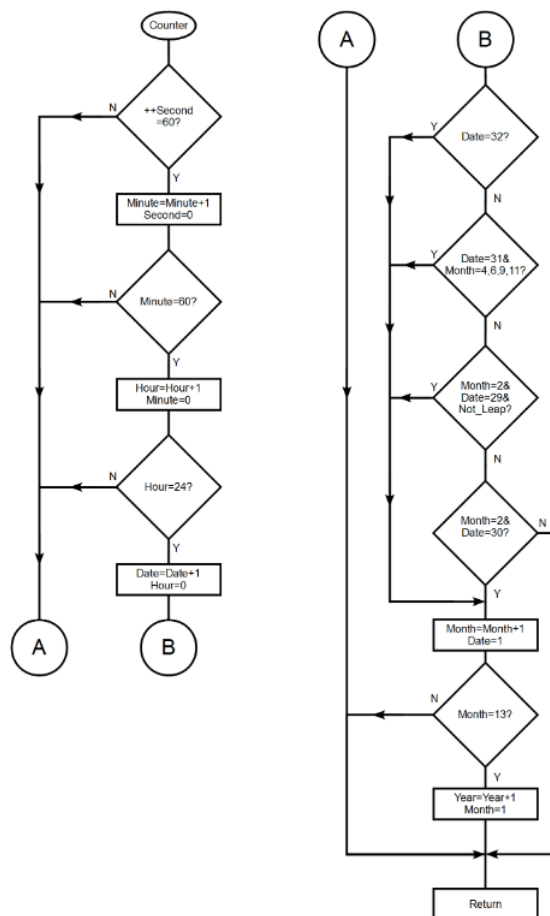 Counter
++Second
=60?
N
Y
Minute=Minute+1
Second=0
Minute=60?
N
Y
Hour=Hour+1
Minute=0
Hour=24?
N
Y
Date=Date+1
Hour=0
A
B
A
B
Date=32?
Y
N
Date=31&
Month=4,6,9,11?
Y
N
Month=2&
Date=29&
Not_Leap?
Y
N
Month=2&
Date=30?
N
Y
Month=Month+1
Date=1
Month=13?
N
Y
Year=Year+1
Month=1
Return